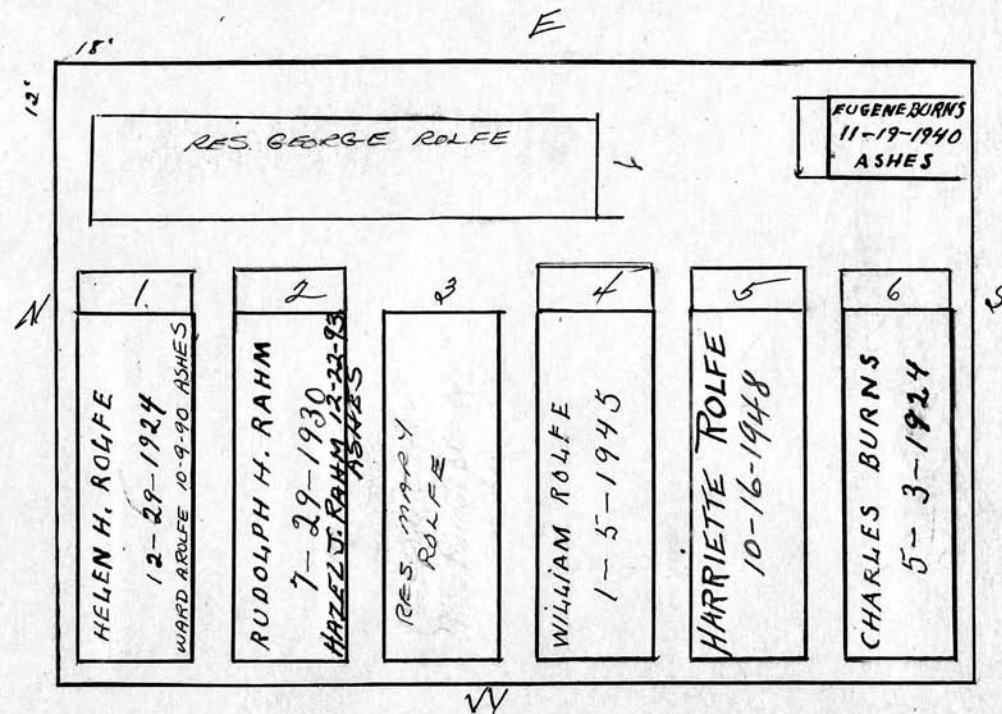 E
18'
12'
RES. GEORGE ROLFE
EUGENE BURNS
11-19-1940
ASHES
N
S
1.
2
3
4
5
6
HELEN H. ROLFE
12-29-1924
WARD A ROLFE 10-9-90 ASHES
RUDOLPH H. RAHM
7-29-1930
HAZEL J. RAHM 12-22-93
ASHES
RES. MARY
ROLFE
WILLIAM ROLFE
1-5-1945
HARRIETTE ROLFE
10-16-1948
CHARLES BURNS
5-3-1924
W